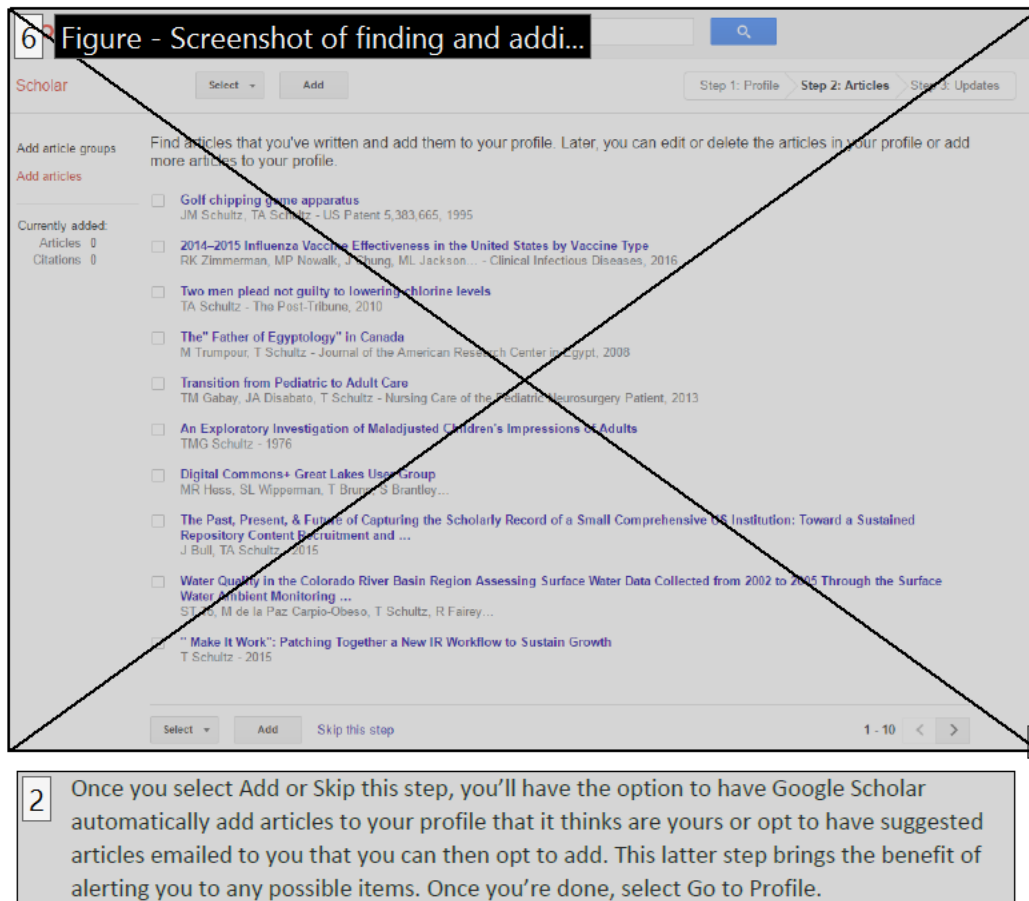 6 Figure - Screenshot of finding and addi...
Scholar Select Add Step 1: Profile Step 2: Articles Step 3: Updates
Add article groups
Add articles
Currently added:
Articles 0
Citations 0
Find articles that you've written and add them to your profile. Later, you can edit or delete the articles in your profile or add
more articles to your profile.
Golf chipping game apparatus
JM Schultz, TA Schultz - US Patent 5,383,665, 1995
2014–2015 Influenza Vaccine Effectiveness in the United States by Vaccine Type
RK Zimmerman, MP Nowalk, J Chung, ML Jackson... - Clinical Infectious Diseases, 2016
Two men plead not guilty to lowering chlorine levels
TA Schultz - The Post-Tribune, 2010
The" Father of Egyptology" in Canada
M Trumpour, T Schultz - Journal of the American Research Center in Egypt, 2008
Transition from Pediatric to Adult Care
TM Gabay, JA Disabato, T Schultz - Nursing Care of the Pediatric Neurosurgery Patient, 2013
An Exploratory Investigation of Maladjusted Children's Impressions of Adults
TMG Schultz - 1976
Digital Commons+ Great Lakes User Group
MR Hess, SL Wipperman, T Bruns, S Brantley...
The Past, Present, & Future of Capturing the Scholarly Record of a Small Comprehensive US Institution: Toward a Sustained
Repository Content Recruitment and ...
J Bull, TA Schultz - 2015
Water Quality in the Colorado River Basin Region Assessing Surface Water Data Collected from 2002 to 2005 Through the Surface
Water Ambient Monitoring ...
M de la Paz Carpio-Obeso, T Schultz, R Fairey...
" Make It Work": Patching Together a New IR Workflow to Sustain Growth
T Schultz - 2015
Select Add Skip this step 1 - 10 < >
2 Once you select Add or Skip this step, you'll have the option to have Google Scholar
automatically add articles to your profile that it thinks are yours or opt to have suggested
articles emailed to you that you can then opt to add. This latter step brings the benefit of
alerting you to any possible items. Once you're done, select Go to Profile.